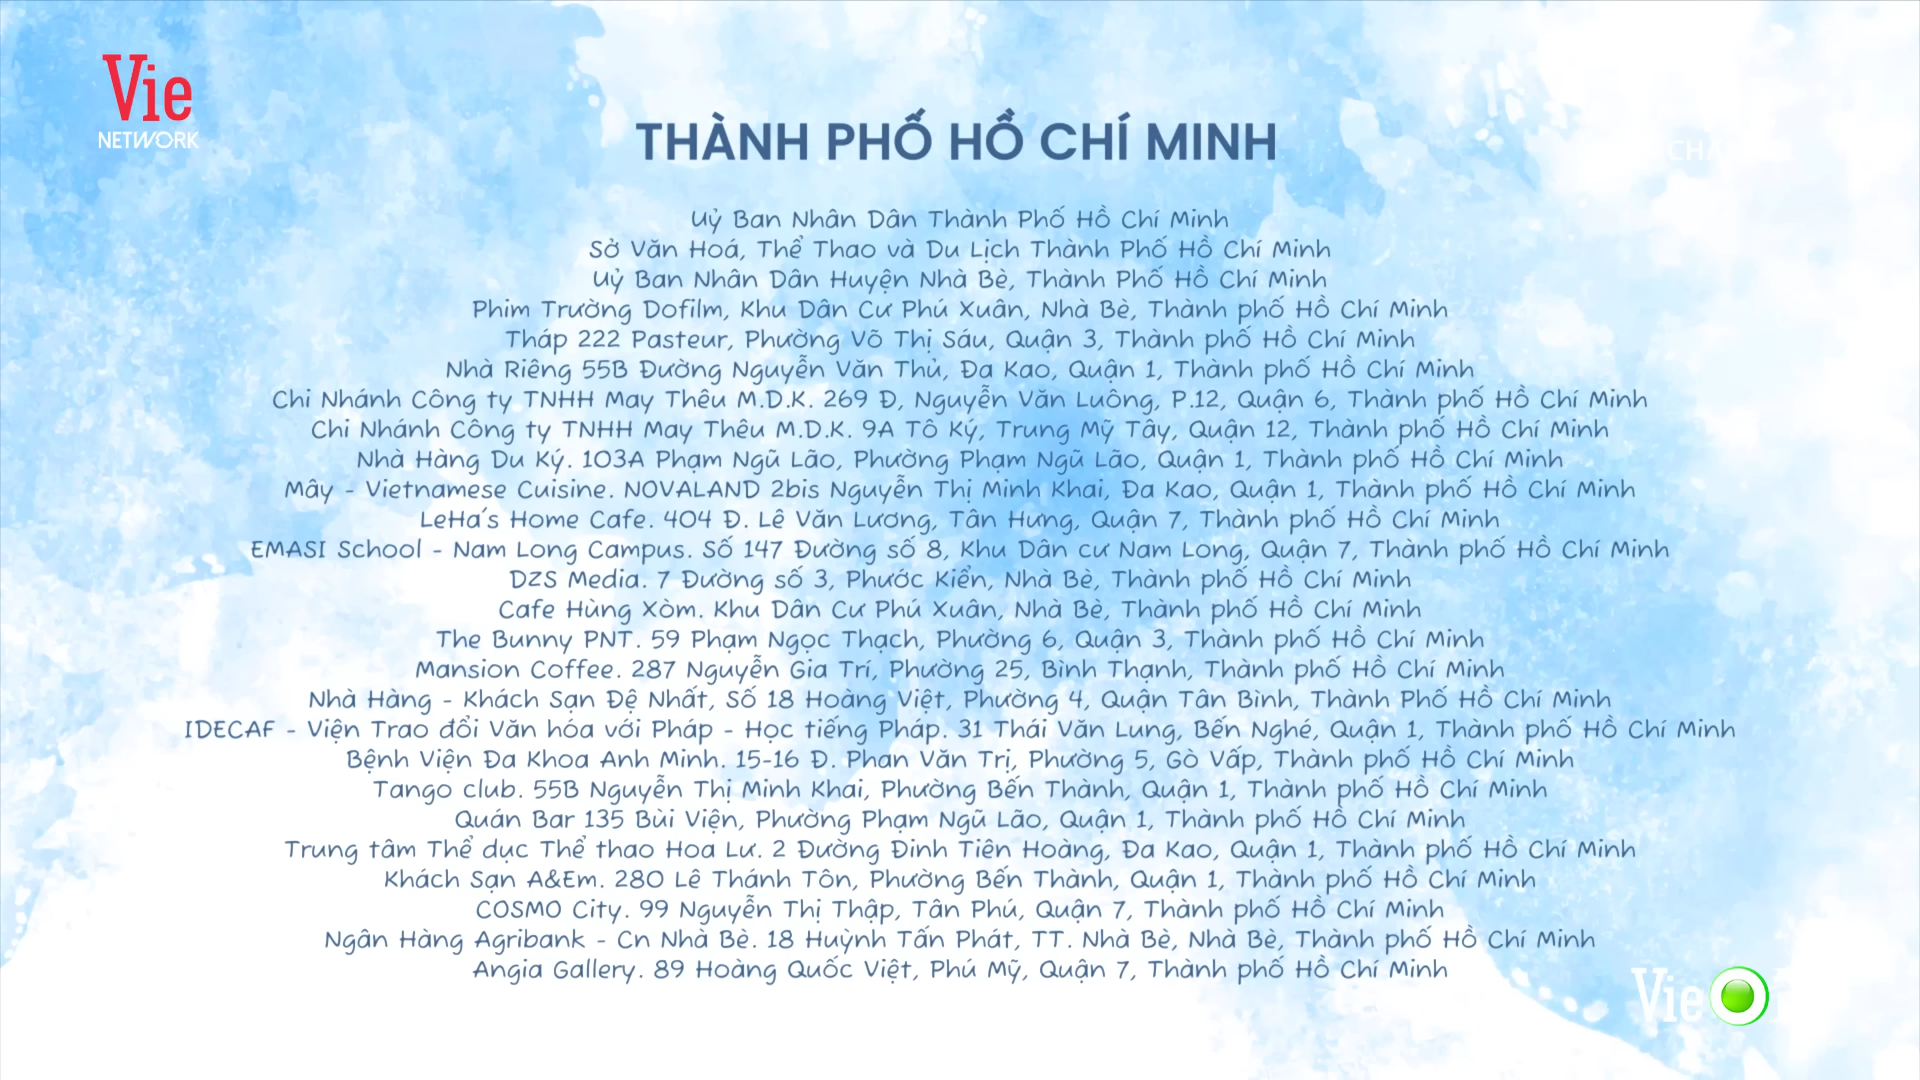 Vie
NETWORK
THÀNH PHỐ HỒ CHÍ MINH
Uỷ Ban Nhân Dân Thành Phố Hồ Chí Minh
Sở Văn Hoá, Thể Thao và Du Lịch Thành Phố Hồ Chí Minh
Uỷ Ban Nhân Dân Huyện Nhà Bè, Thành Phố Hồ Chí Minh
Phim Trường Dofilm, Khu Dân Cư Phú Xuân, Nhà Bè, Thành phố Hồ Chí Minh
Tháp 222 Pasteur, Phường Võ Thị Sáu, Quận 3, Thành phố Hồ Chí Minh
Nhà Riêng 55B Đường Nguyễn Văn Thủ, Đa Kao, Quận 1, Thành phố Hồ Chí Minh
Chi Nhánh Công ty TNHH May Thêu M.D.K. 269 Đ, Nguyễn Văn Luông, P.12, Quận 6, Thành phố Hồ Chí Minh
Chi Nhánh Công ty TNHH May Thêu M.D.K. 9A Tô Ký, Trung Mỹ Tây, Quận 12, Thành phố Hồ Chí Minh
Nhà Hàng Du Ký. 103A Phạm Ngũ Lão, Phường Phạm Ngũ Lão, Quận 1, Thành phố Hồ Chí Minh
Mây - Vietnamese Cuisine. NOVALAND 2bis Nguyễn Thị Minh Khai, Đa Kao, Quận 1, Thành phố Hồ Chí Minh
LeHa's Home Cafe. 404 Đ. Lê Văn Lương, Tân Hưng, Quận 7, Thành phố Hồ Chí Minh
EMASI School - Nam Long Campus. Số 147 Đường số 8, Khu Dân cư Nam Long, Quận 7, Thành phố Hồ Chí Minh
DZS Media. 7 Đường số 3, Phước Kiển, Nhà Bè, Thành phố Hồ Chí Minh
Cafe Hùng Xòm. Khu Dân Cư Phú Xuân, Nhà Bè, Thành phố Hồ Chí Minh
The Bunny PNT. 59 Phạm Ngọc Thạch, Phường 6, Quận 3, Thành phố Hồ Chí Minh
Mansion Coffee. 287 Nguyễn Gia Trí, Phường 25, Bình Thạnh, Thành phố Hồ Chí Minh
Nhà Hàng - Khách Sạn Đệ Nhất, Số 18 Hoàng Việt, Phường 4, Quận Tân Bình, Thành Phố Hồ Chí Minh
IDECAF - Viện Trao đổi Văn hóa với Pháp - Học tiếng Pháp. 31 Thái Văn Lung, Bến Nghé, Quận 1, Thành phố Hồ Chí Minh
Bệnh Viện Đa Khoa Anh Minh. 15-16 Đ. Phan Văn Trị, Phường 5, Gò Vấp, Thành phố Hồ Chí Minh
Tango club. 55B Nguyễn Thị Minh Khai, Phường Bến Thành, Quận 1, Thành phố Hồ Chí Minh
Quán Bar 135 Bùi Viện, Phường Phạm Ngũ Lão, Quận 1, Thành phố Hồ Chí Minh
Trung tâm Thể dục Thể thao Hoa Lư. 2 Đường Đinh Tiên Hoàng, Đa Kao, Quận 1, Thành phố Hồ Chí Minh
Khách Sạn A&Em. 280 Lê Thánh Tôn, Phường Bến Thành, Quận 1, Thành phố Hồ Chí Minh
COSMO City. 99 Nguyễn Thị Thập, Tân Phú, Quận 7, Thành phố Hồ Chí Minh
Ngân Hàng Agribank - Cn Nhà Bè. 18 Huỳnh Tấn Phát, TT. Nhà Bè, Nhà Bè, Thành phố Hồ Chí Minh
Angia Gallery. 89 Hoàng Quốc Việt, Phú Mỹ, Quận 7, Thành phố Hồ Chí Minh
Vie